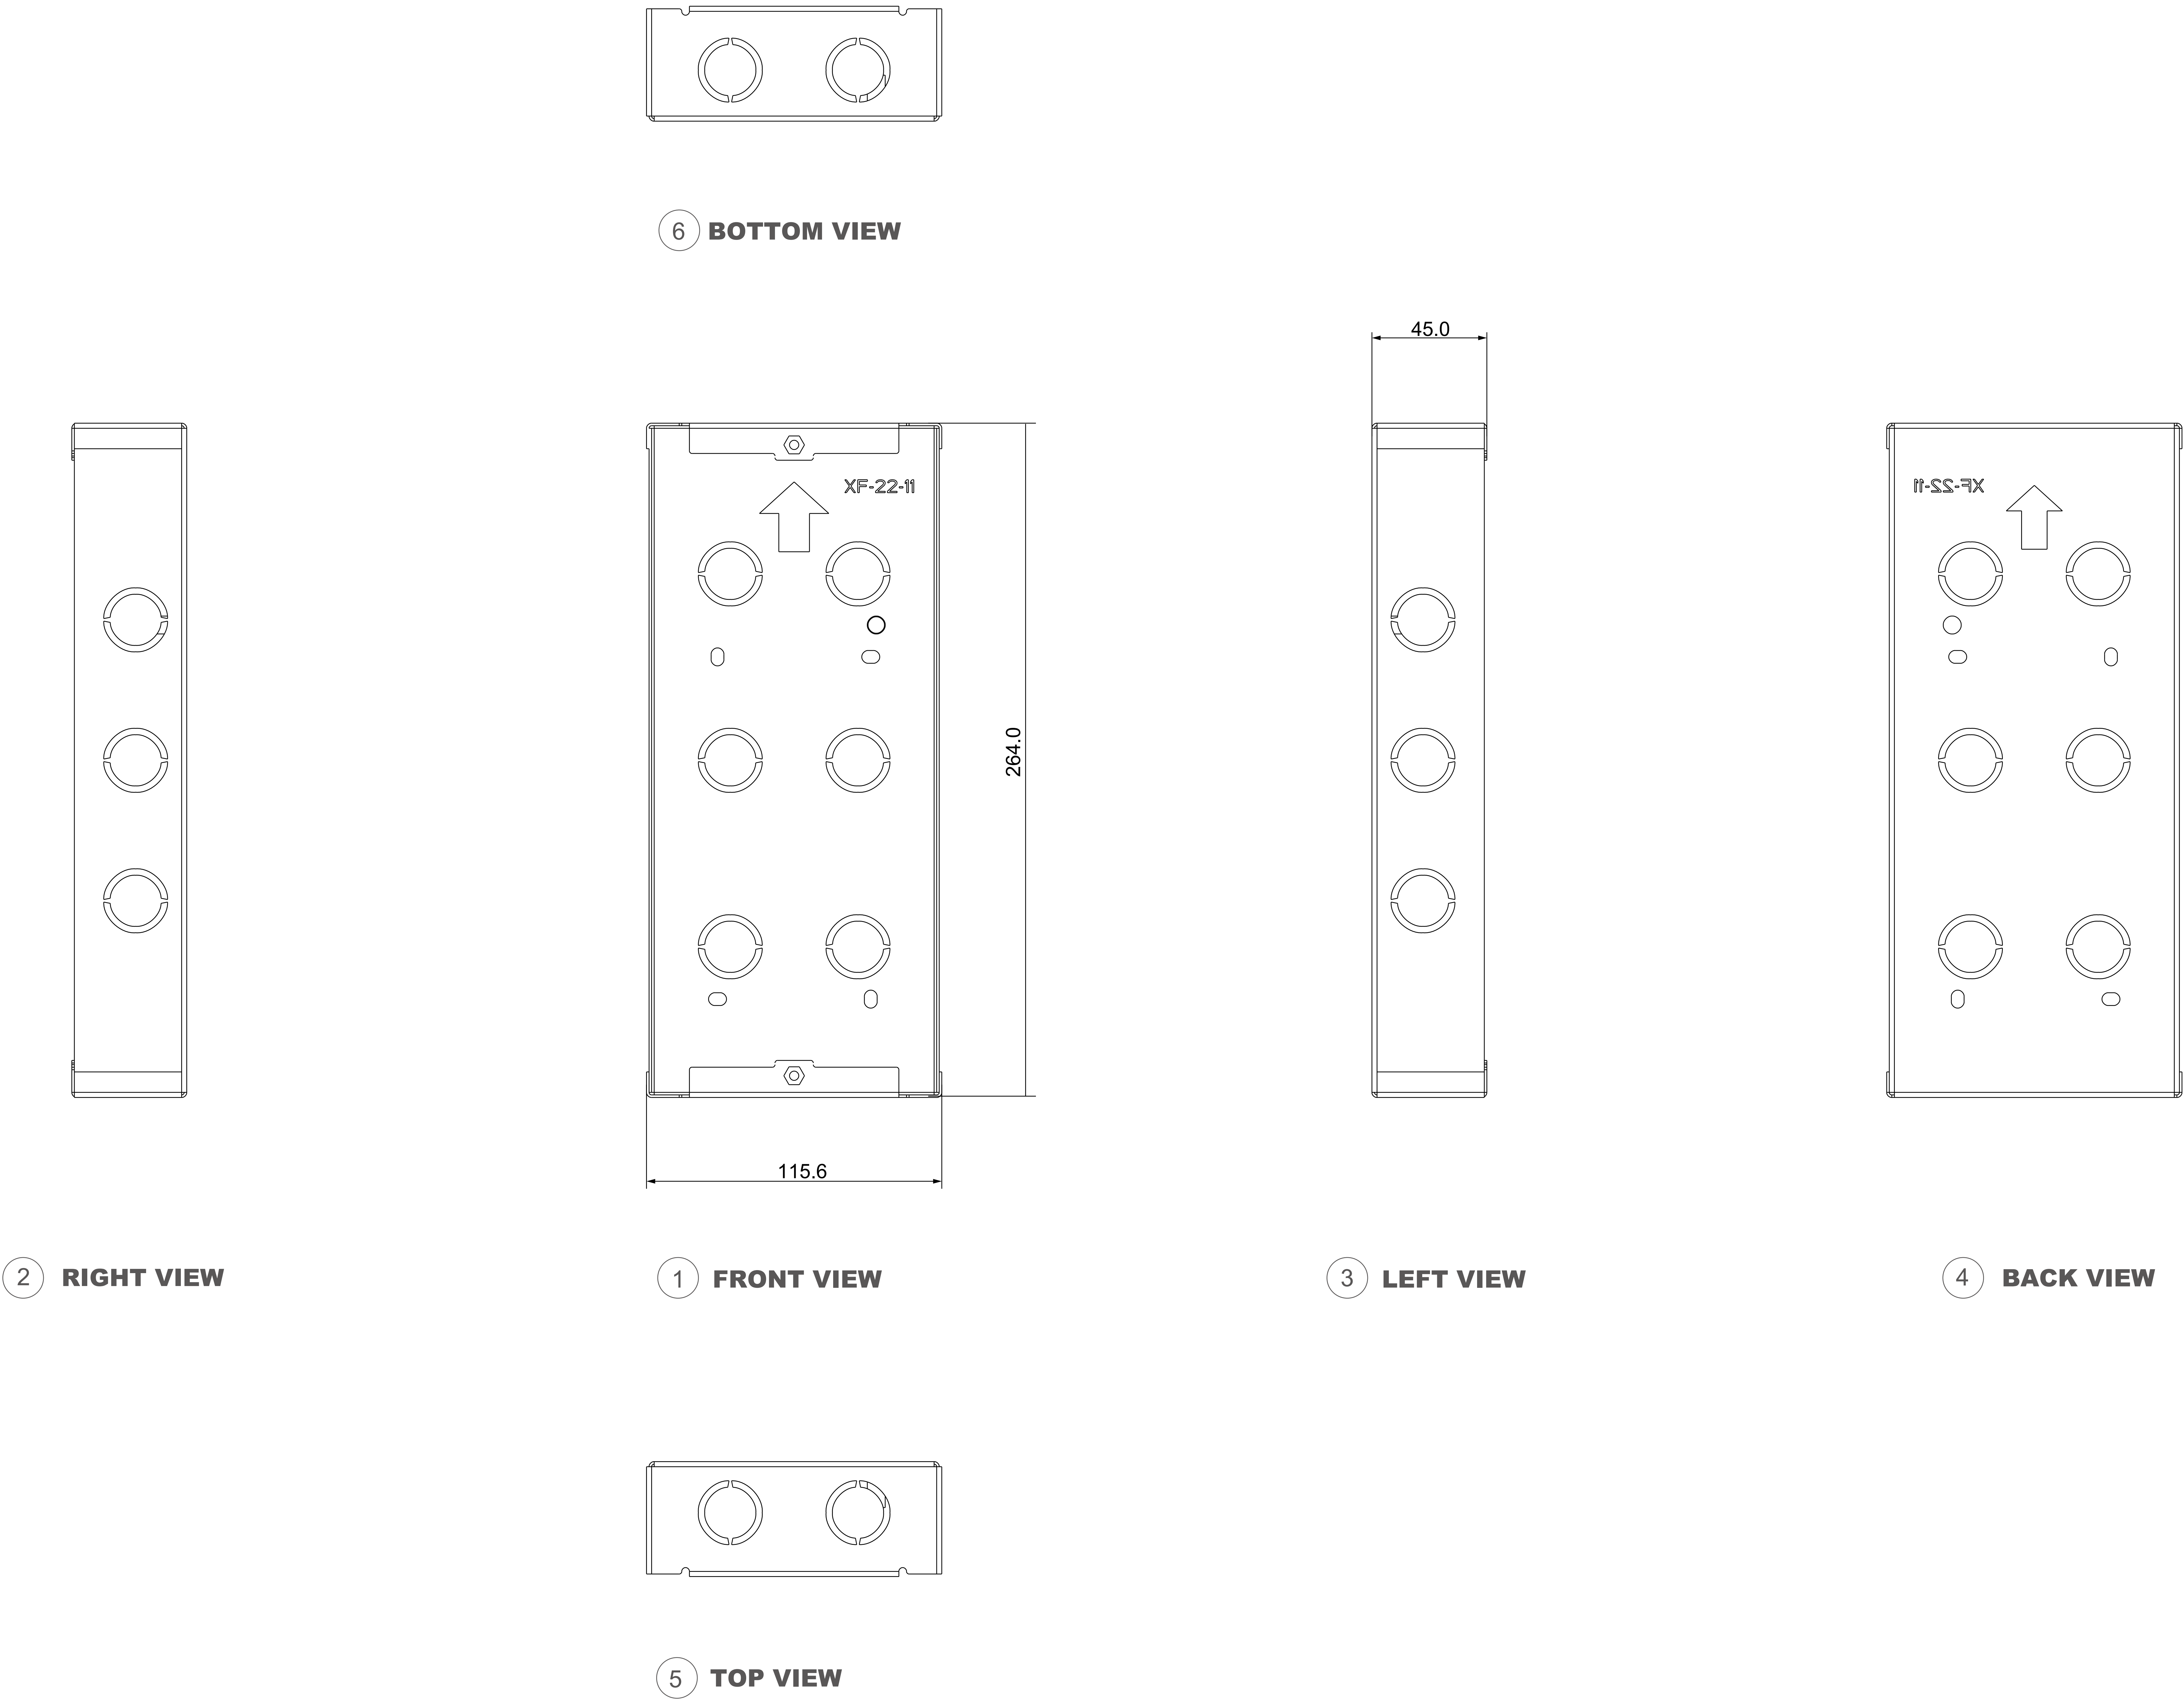 6 BOTTOM VIEW
45.0
XF-22-11
XF-22-11
264.0
115.6
2 RIGHT VIEW
1 FRONT VIEW
3 LEFT VIEW
4 BACK VIEW
5 TOP VIEW